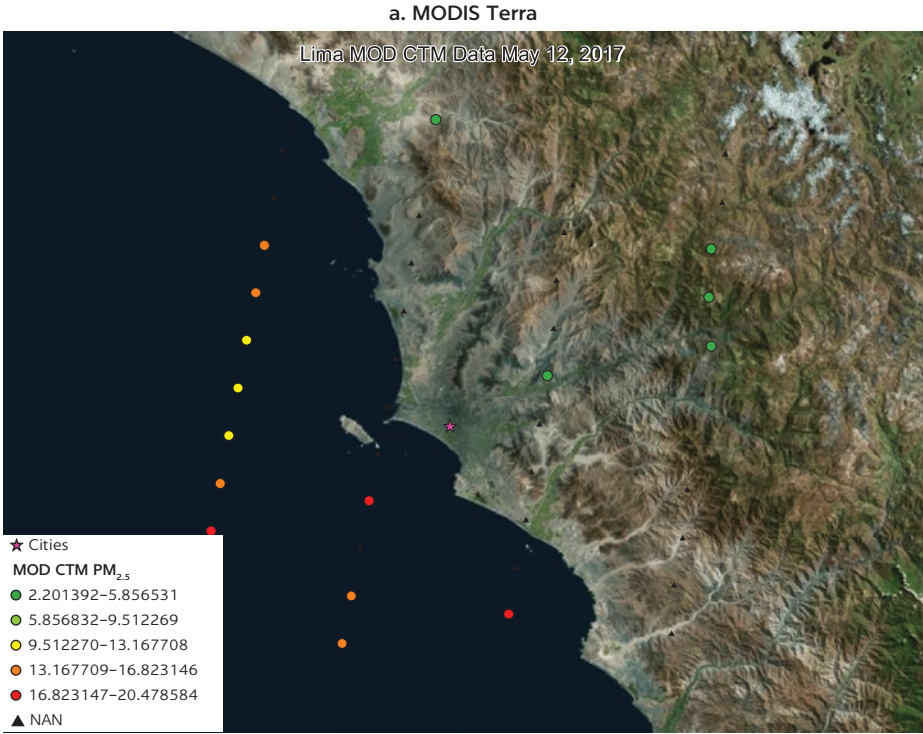 a. MODIS Terra
Lima MOD CTM Data May 12, 2017
Cities
MOD CTM PM2.5
2.201392–5.856531
5.856832–9.512269
9.512270–13.167708
13.167709–16.823146
16.823147–20.478584
NAN